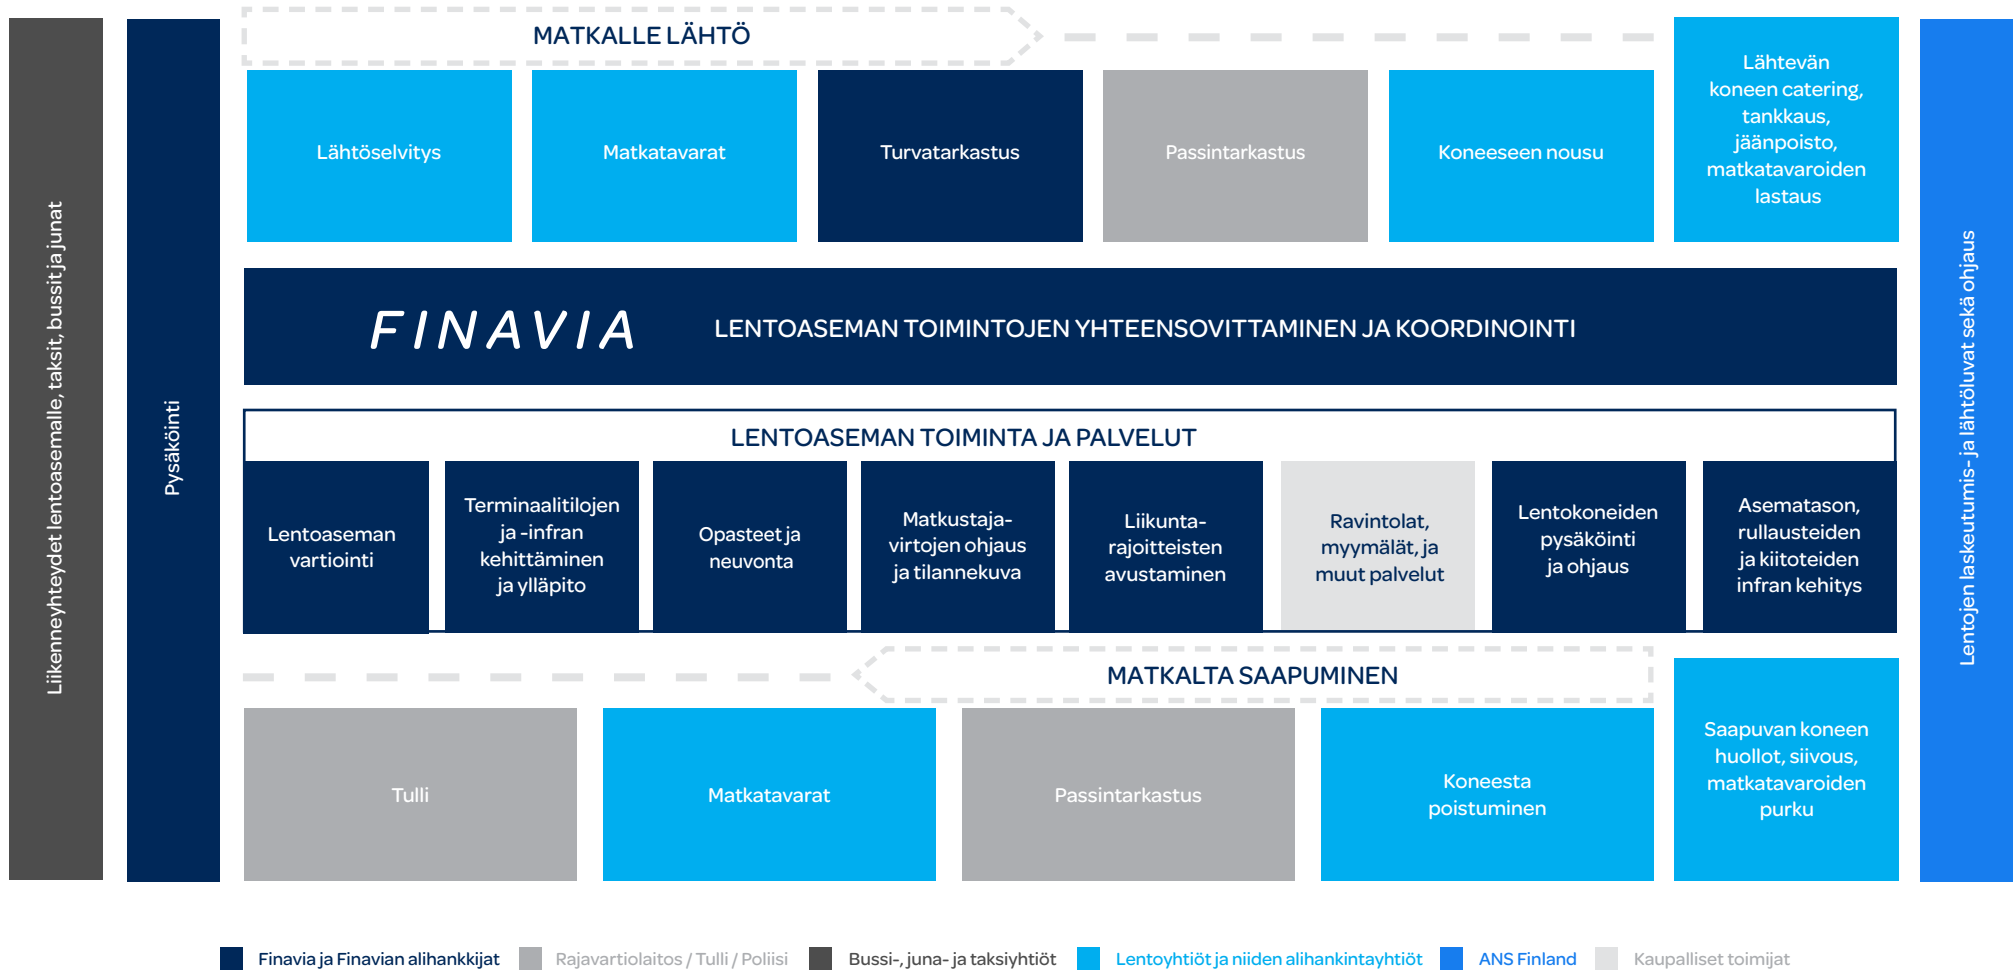 Liikenneyhteydet lentoasemalle, taksit, bussit ja junat
Pysäköinti
MATKALLE LÄHTÖ
Lähtöselvitys
Matkatavarat
Turvatarkastus
Passintarkastus
Koneeseen nousu
Lähtevän
koneen catering,
tankkaus,
jäänpoisto,
matkatavaroiden
lastaus
FINAVIA
LENTOASEMAN TOIMINTOJEN YHTEENSOVITTAMINEN JA KOORDINOINTI
LENTOASEMAN TOIMINTA JA PALVELUT
Lentoaseman
vartiointi
Terminaalitilojen
ja -infran
kehittäminen
ja ylläpito
Opasteet ja
neuvonta
Matkustaja-
virtojen ohjaus
ja tilannekuva
Liikunta-
rajoitteisten
avustaminen
Ravintolat,
myymälät, ja
muut palvelut
Lentokoneiden
pysäköinti
ja ohjaus
Asematason,
rullausteiden
ja kiitoteiden
infran kehitys
MATKALTA SAAPUMINEN
Tulli
Matkatavarat
Passintarkastus
Koneesta
poistuminen
Saapuvan koneen
huollot, siivous,
matkatavaroiden
purku
Lentojen laskeutumis- ja lähtöluvat sekä ohjaus
Finavia ja Finavian alihankkijat
Rajavartiolaitos / Tulli / Poliisi
Bussi-, juna- ja taksiyhtiöt
Lentoyhtiöt ja niiden alihankintayhtiöt
ANS Finland
Kaupalliset toimijat